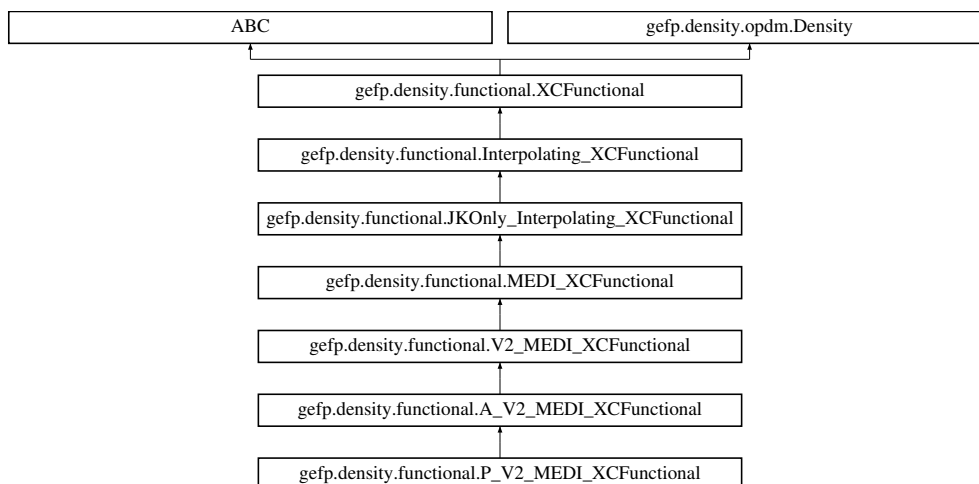 ABC
gefp.density.opdm.Density
gefp.density.functional.XCFunctional
gefp.density.functional.Interpolating_XCFunctional
gefp.density.functional.JKOnly_Interpolating_XCFunctional
gefp.density.functional.MEDI_XCFunctional
gefp.density.functional.V2_MEDI_XCFunctional
gefp.density.functional.A_V2_MEDI_XCFunctional
gefp.density.functional.P_V2_MEDI_XCFunctional